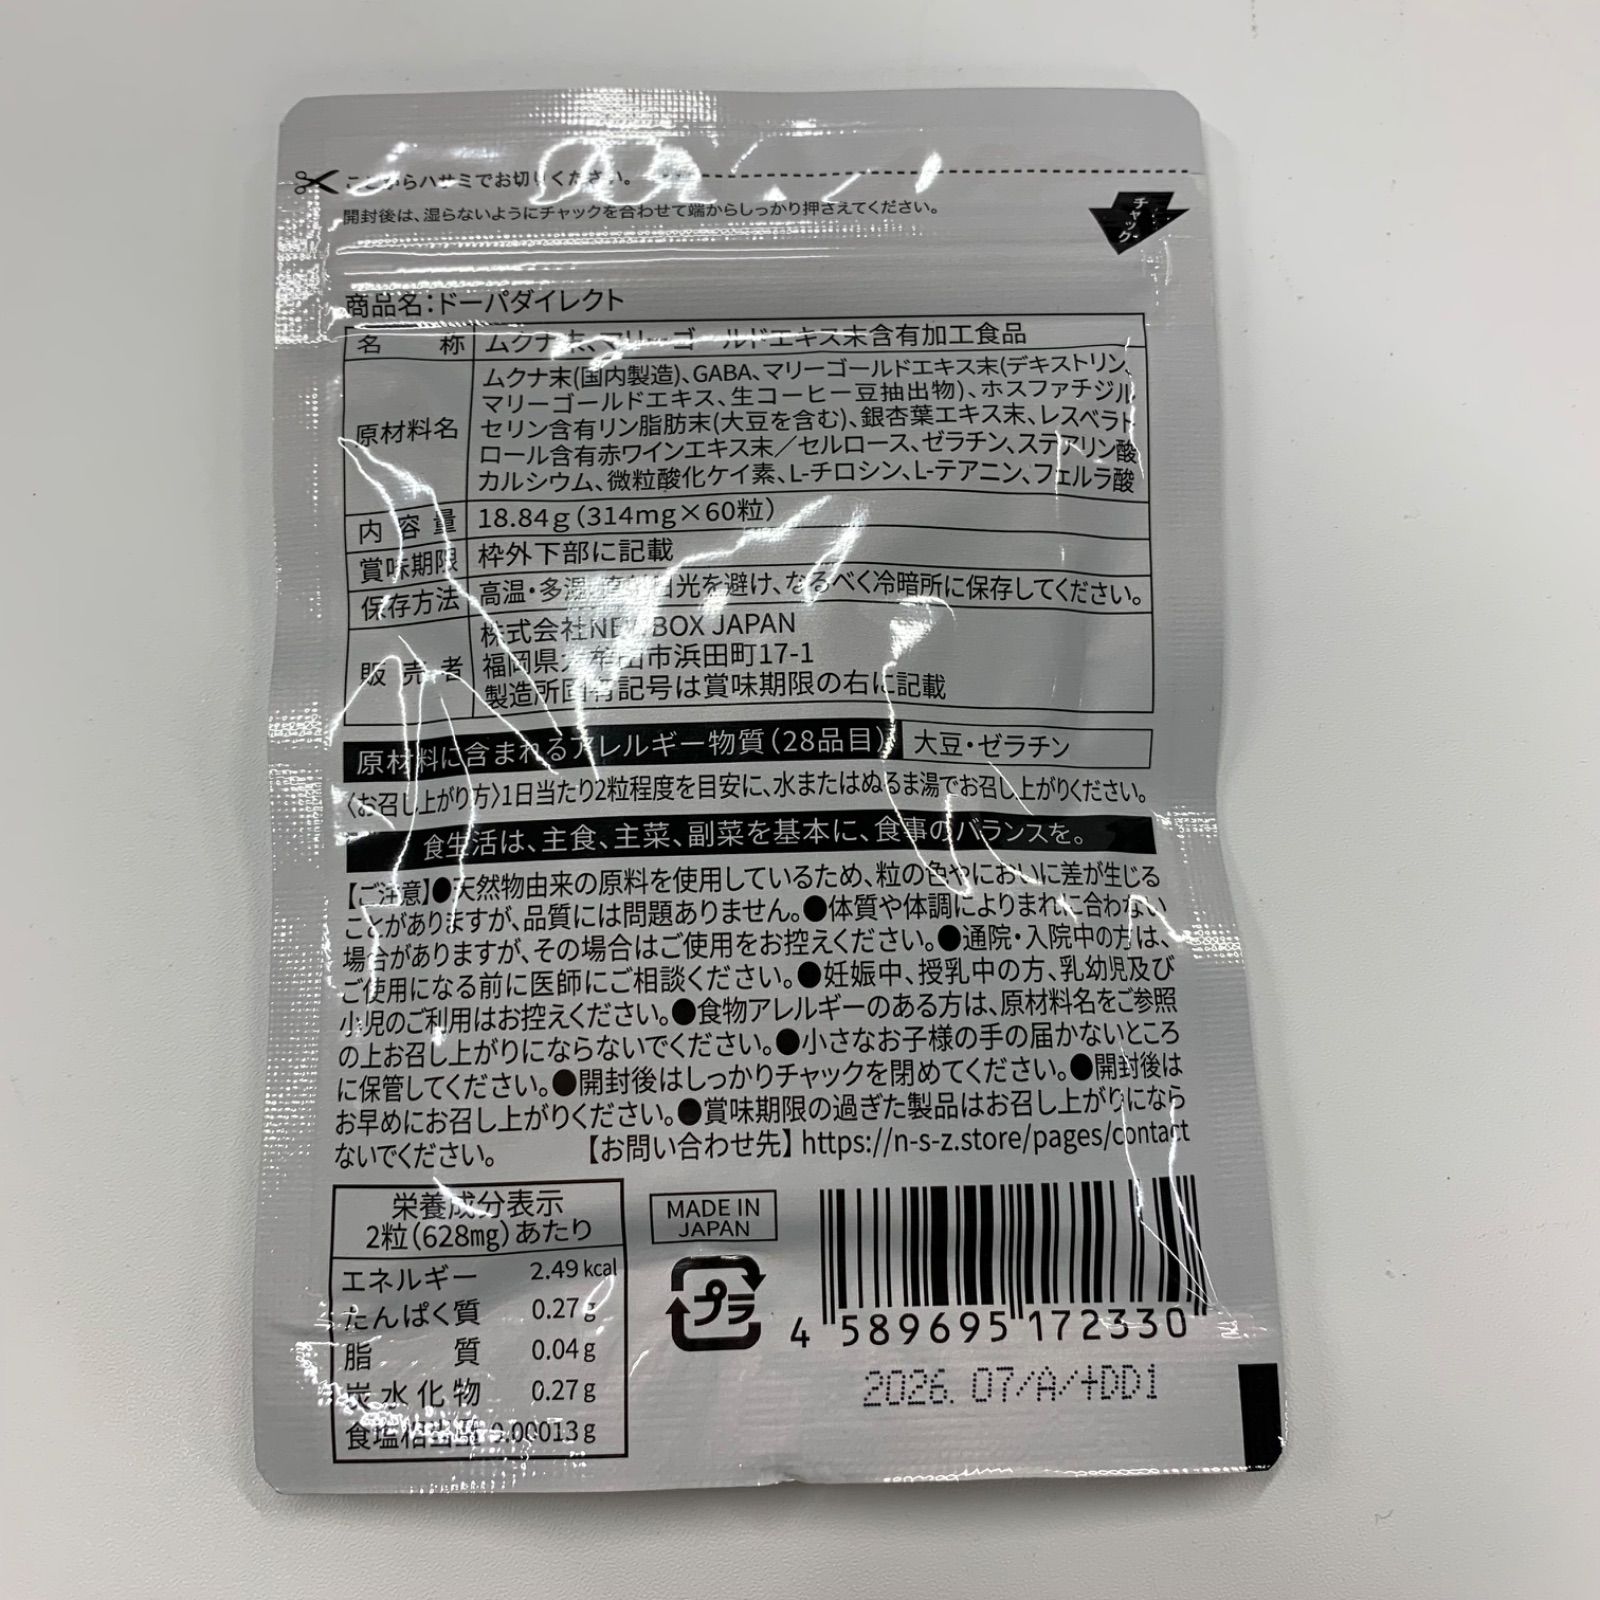 ここからハサミでお切りください。
開封後は、湿らないようにチャックを合わせて端からしっかり押さえてください。
チャック
商品名：ドーパダイレクト
名称 ムクナ末、マリーゴールドエキス末含有加工食品
原材料名 ムクナ末(国内製造)、GABA、マリーゴールドエキス末(デキストリン、
マリーゴールドエキス、生コーヒー豆抽出物)、ホスファチジル
セリン含有リン脂肪末(大豆を含む)、銀杏葉エキス末、レスベラト
ロール含有赤ワインエキス末／セルロース、ゼラチン、ステアリン酸
カルシウム、微粒酸化ケイ素、L-チロシン、L-テアニン、フェルラ酸
内容量 18.84g(314mg×60粒)
賞味期限 枠外下部に記載
保存方法 高温・多湿、直射日光を避け、なるべく冷暗所に保存してください。
販売者 株式会社NEWBOX JAPAN
福岡県大牟田市浜田町17-1
製造所固有記号は賞味期限の右に記載
原材料に含まれるアレルギー物質(28品目) 大豆・ゼラチン
〈お召し上がり方〉1日当たり2粒程度を目安に、水またはぬるま湯でお召し上がりください。
食生活は、主食、主菜、副菜を基本に、食事のバランスを。
【ご注意】●天然物由来の原料を使用しているため、粒の色やにおいに差が生じる
ことがありますが、品質には問題ありません。●体質や体調によりまれに合わない
場合がありますが、その場合はご使用をお控えください。●通院・入院中の方は、
ご使用になる前に医師にご相談ください。●妊娠中、授乳中の方、乳幼児及び
小児のご利用はお控えください。●食物アレルギーのある方は、原材料名をご参照
の上お召し上がりにならないでください。●小さなお子様の手の届かないところ
に保管してください。●開封後はしっかりチャックを閉めてください。●開封後は
お早めにお召し上がりください。●賞味期限の過ぎた製品はお召し上がりになら
ないでください。 【お問い合わせ先】https://n-s-z.store/pages/contact
栄養成分表示
2粒(628mg)あたり
エネルギー 2.49kcal
たんぱく質 0.27g
脂質 0.04g
炭水化物 0.27g
食塩相当量 0.00013g
MADE IN
JAPAN
プラ
4 589695 172330
2026.07/A/+DD1